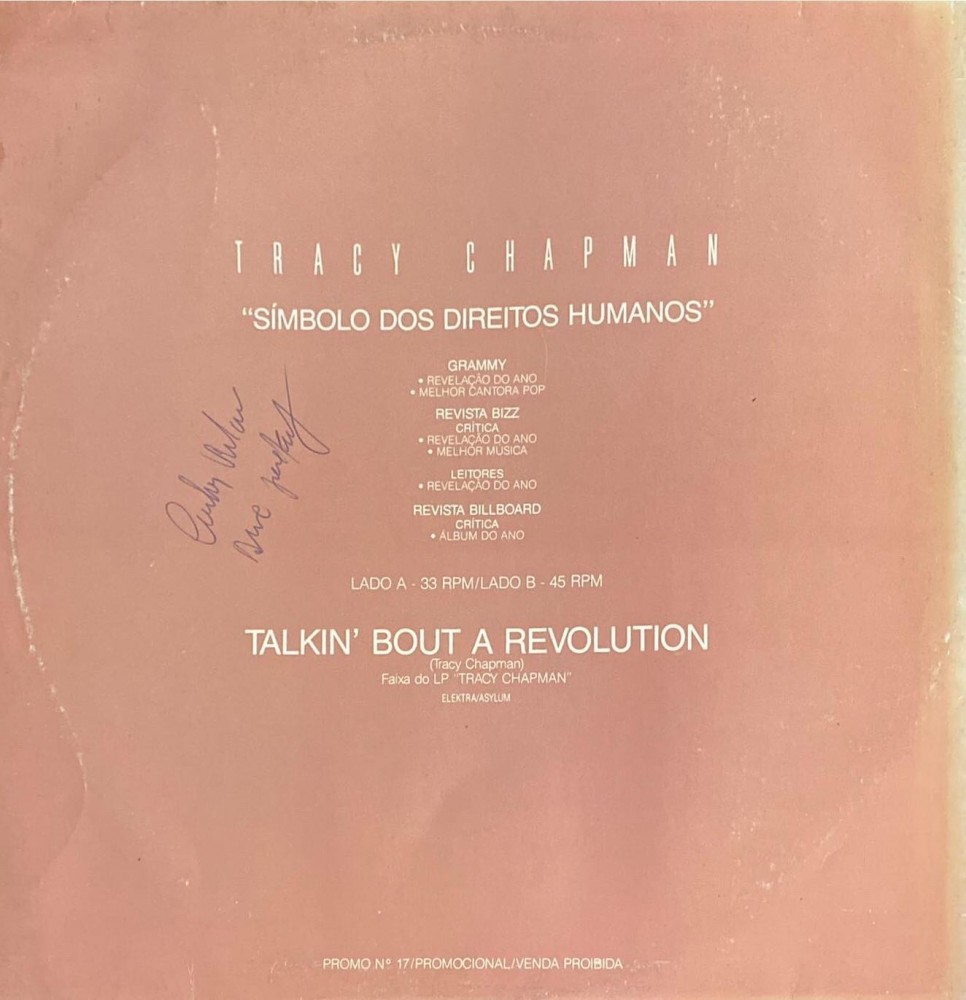 TRACY CHAPMAN
“SÍMBOLO DOS DIREITOS HUMANOS”
GRAMMY
• REVELAÇÃO DO ANO
• MELHOR CANTORA POP
REVISTA BIZZ
CRÍTICA
• REVELAÇÃO DO ANO
• MELHOR MÚSICA
LEITORES
• REVELAÇÃO DO ANO
REVISTA BILLBOARD
CRÍTICA
• ÁLBUM DO ANO
LADO A - 33 RPM/LADO B - 45 RPM
TALKIN’ BOUT A REVOLUTION
(Tracy Chapman)
Faixa do LP “TRACY CHAPMAN”
ELEKTRA/ASYLUM
PROMO Nº 17/PROMOCIONAL/VENDA PROIBIDA